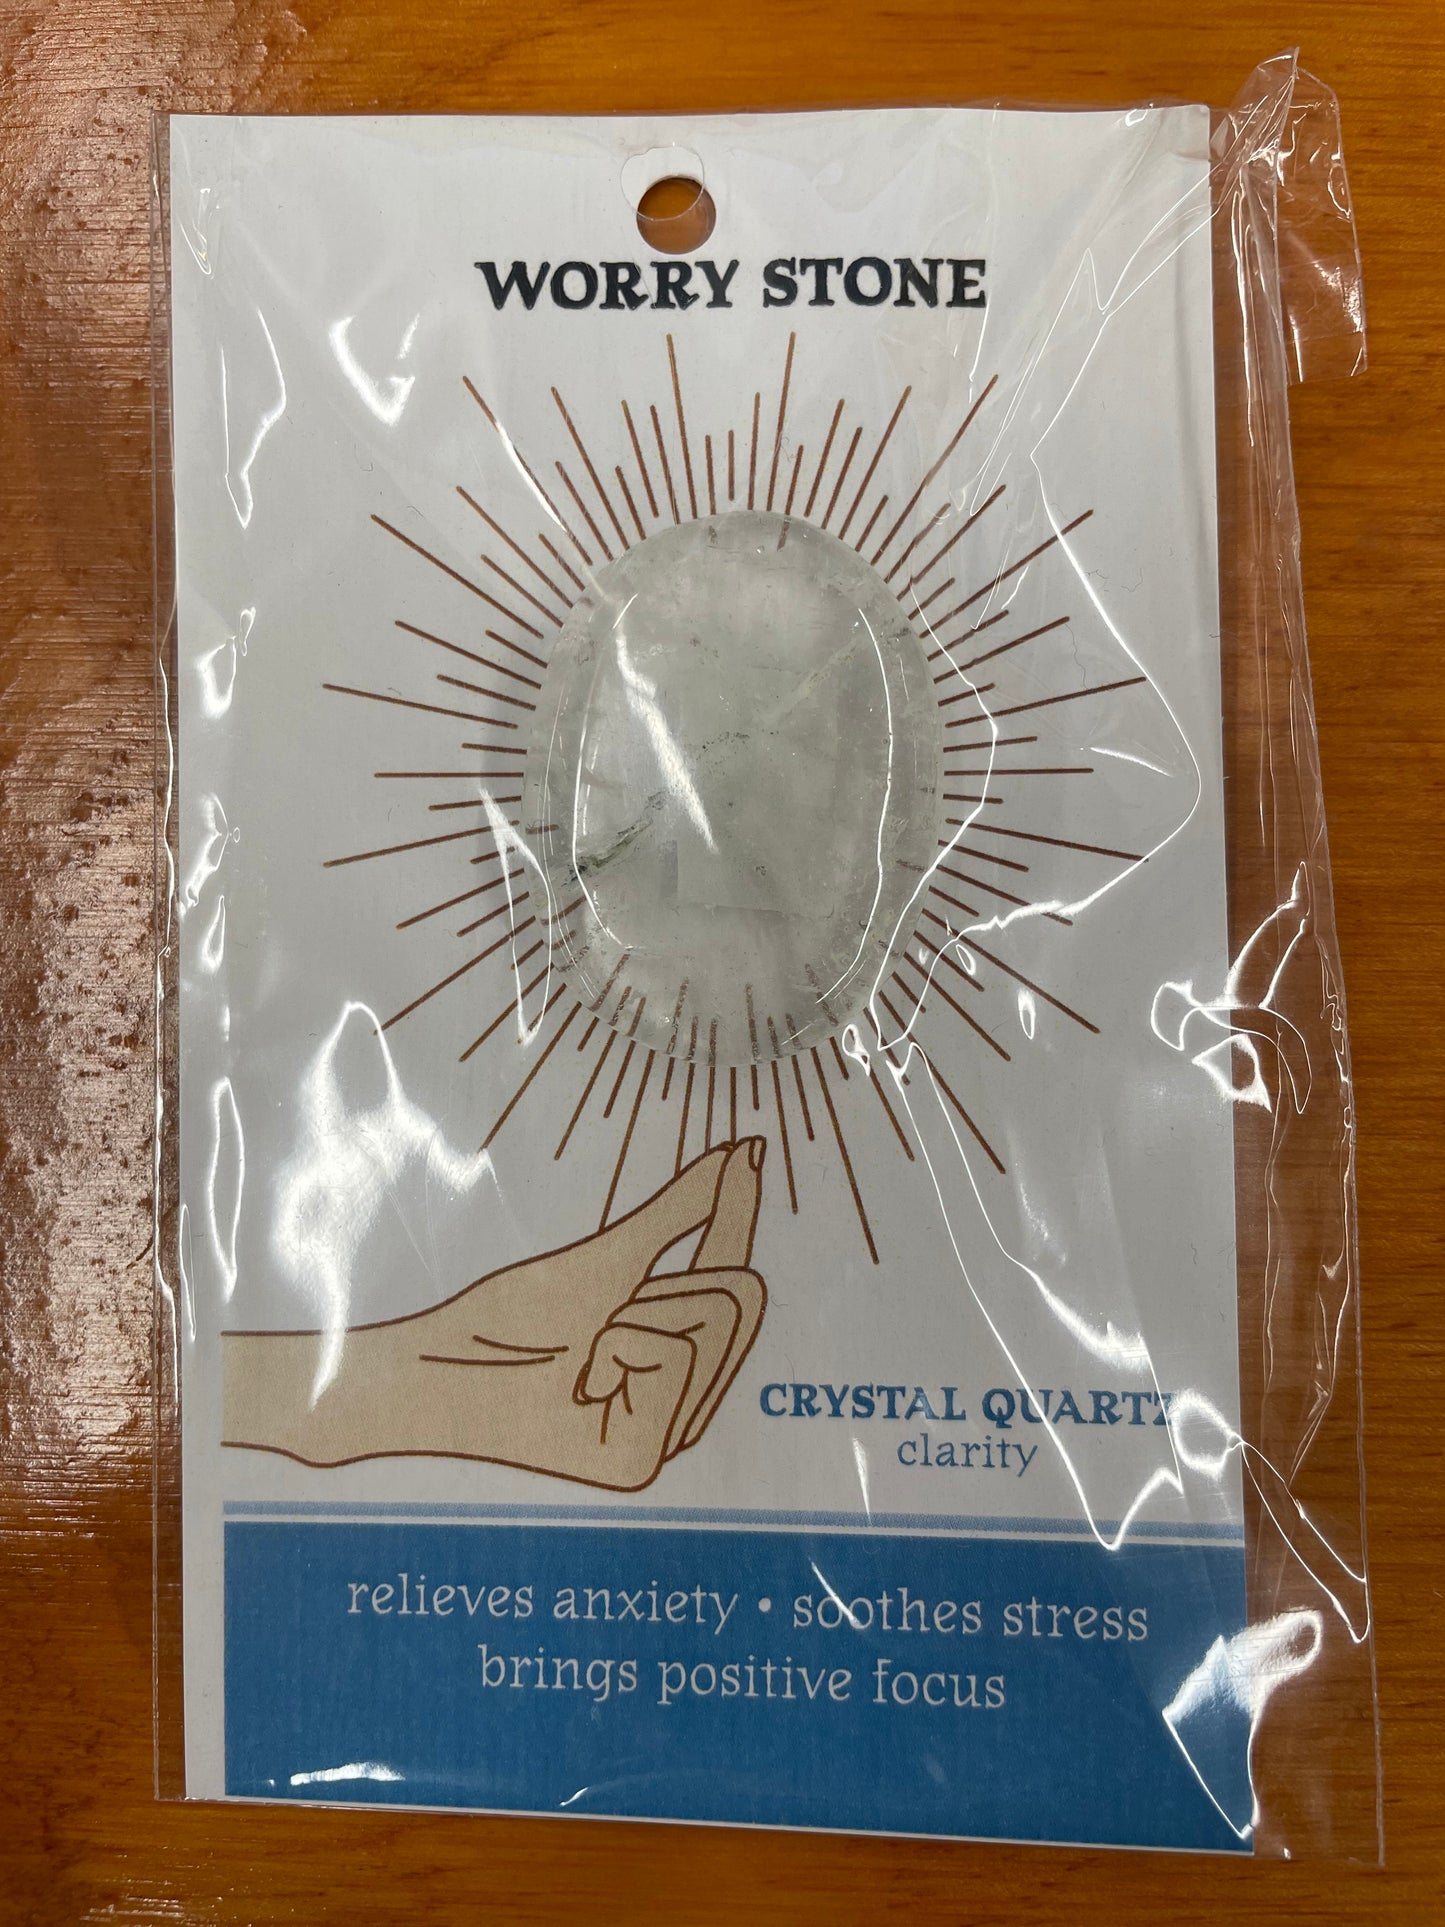 WORRY STONE
CRYSTAL QUARTZ
clarity
relieves anxiety • soothes stress
brings positive focus